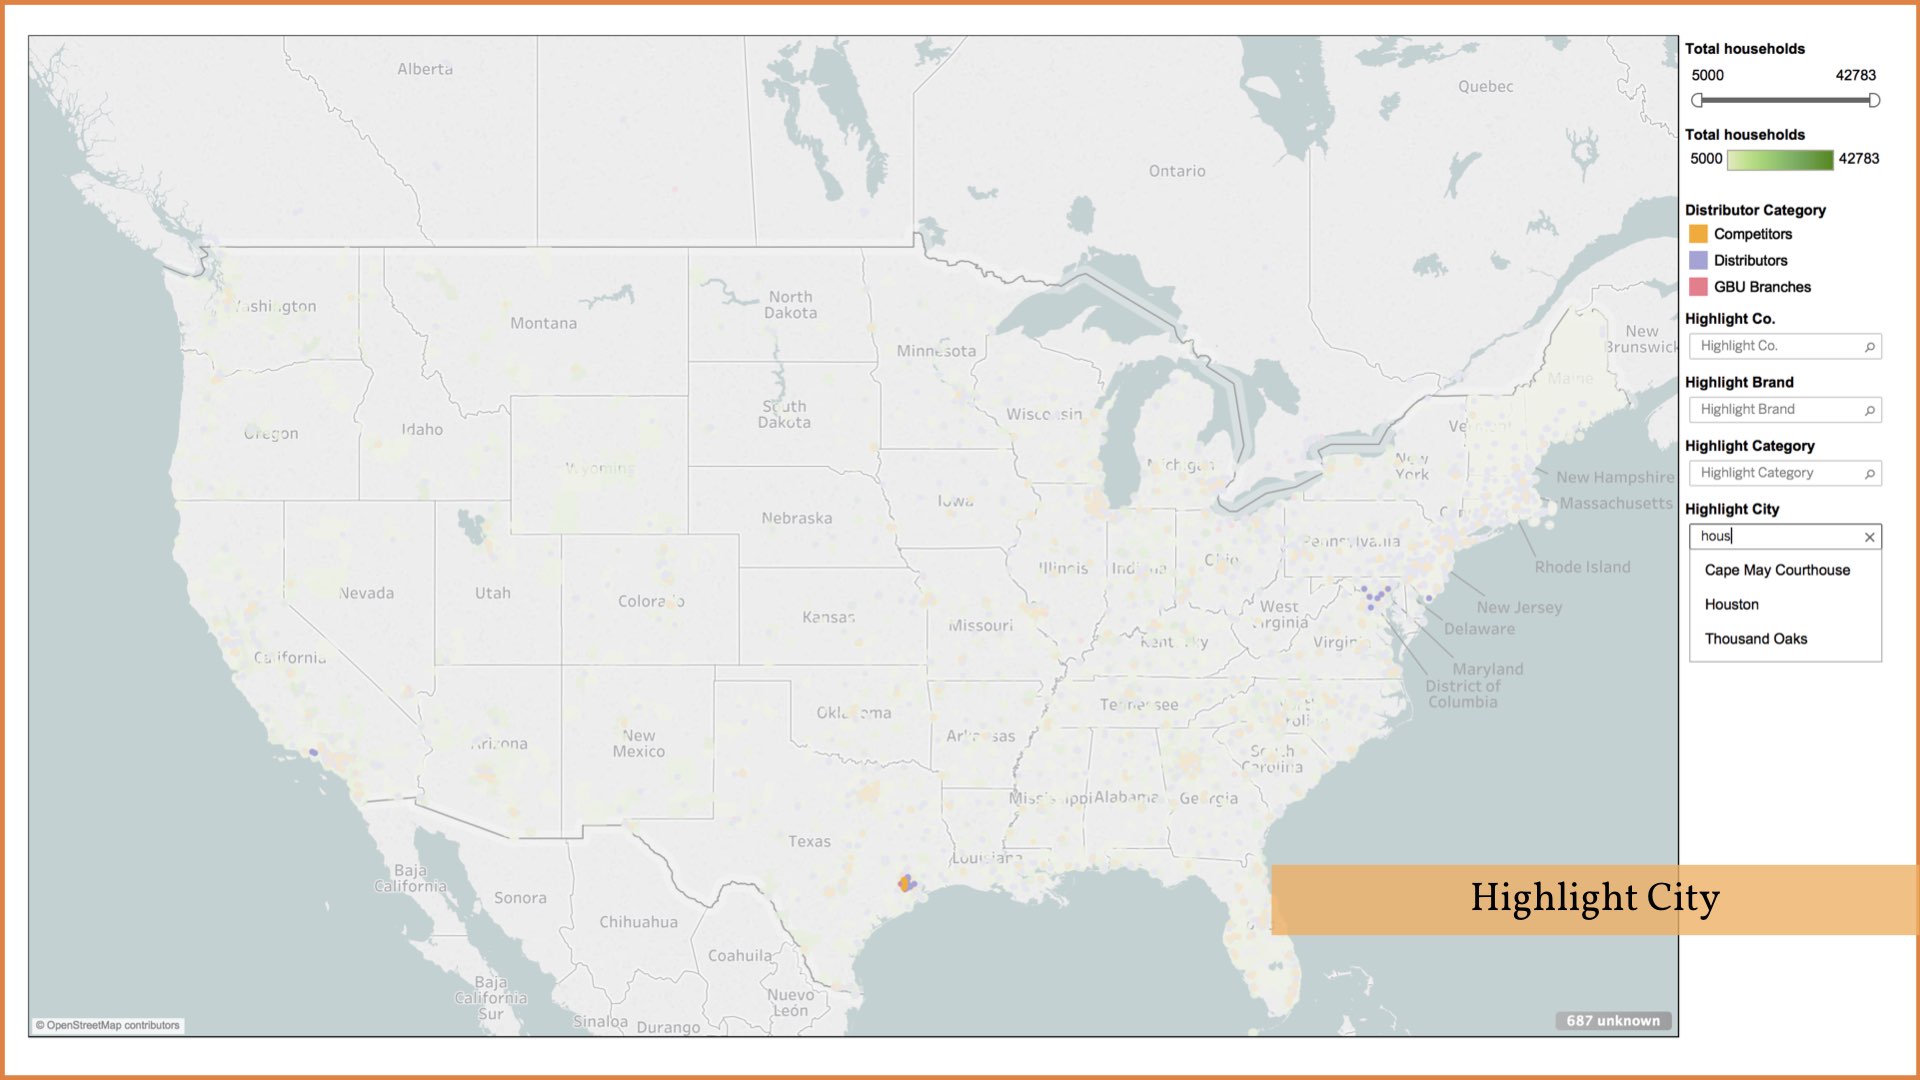 Alberta
Quebec
Ontario
Washington
Montana
North
Dakota
Minnesota
New
Brunswick
Maine
Oregon
Idaho
South
Dakota
Wisconsin
Vermont
Wyoming
Michigan
New
York
New Hampshire
Massachusetts
Iowa
Nebraska
Pennsylvania
Rhode Island
Nevada
Utah
Colorado
Illinois
Indiana
Ohio
Kansas
Missouri
West
Virginia
New Jersey
Delaware
California
Kentucky
Virginia
Maryland
District of
Columbia
Oklahoma
Tennessee
North
Carolina
Arizona
New
Mexico
Arkansas
South
Carolina
Mississippi
Alabama
Georgia
Texas
Louisiana
Baja
California
Sonora
Chihuahua
Coahuila
Baja
California
Sur
Nuevo
León
Sinaloa
Durango
© OpenStreetMap contributors
687 unknown
Total households
5000 42783
Total households
5000 42783
Distributor Category
Competitors
Distributors
GBU Branches
Highlight Co.
Highlight Co.
Highlight Brand
Highlight Brand
Highlight Category
Highlight Category
Highlight City
hous
Cape May Courthouse
Houston
Thousand Oaks
Highlight City